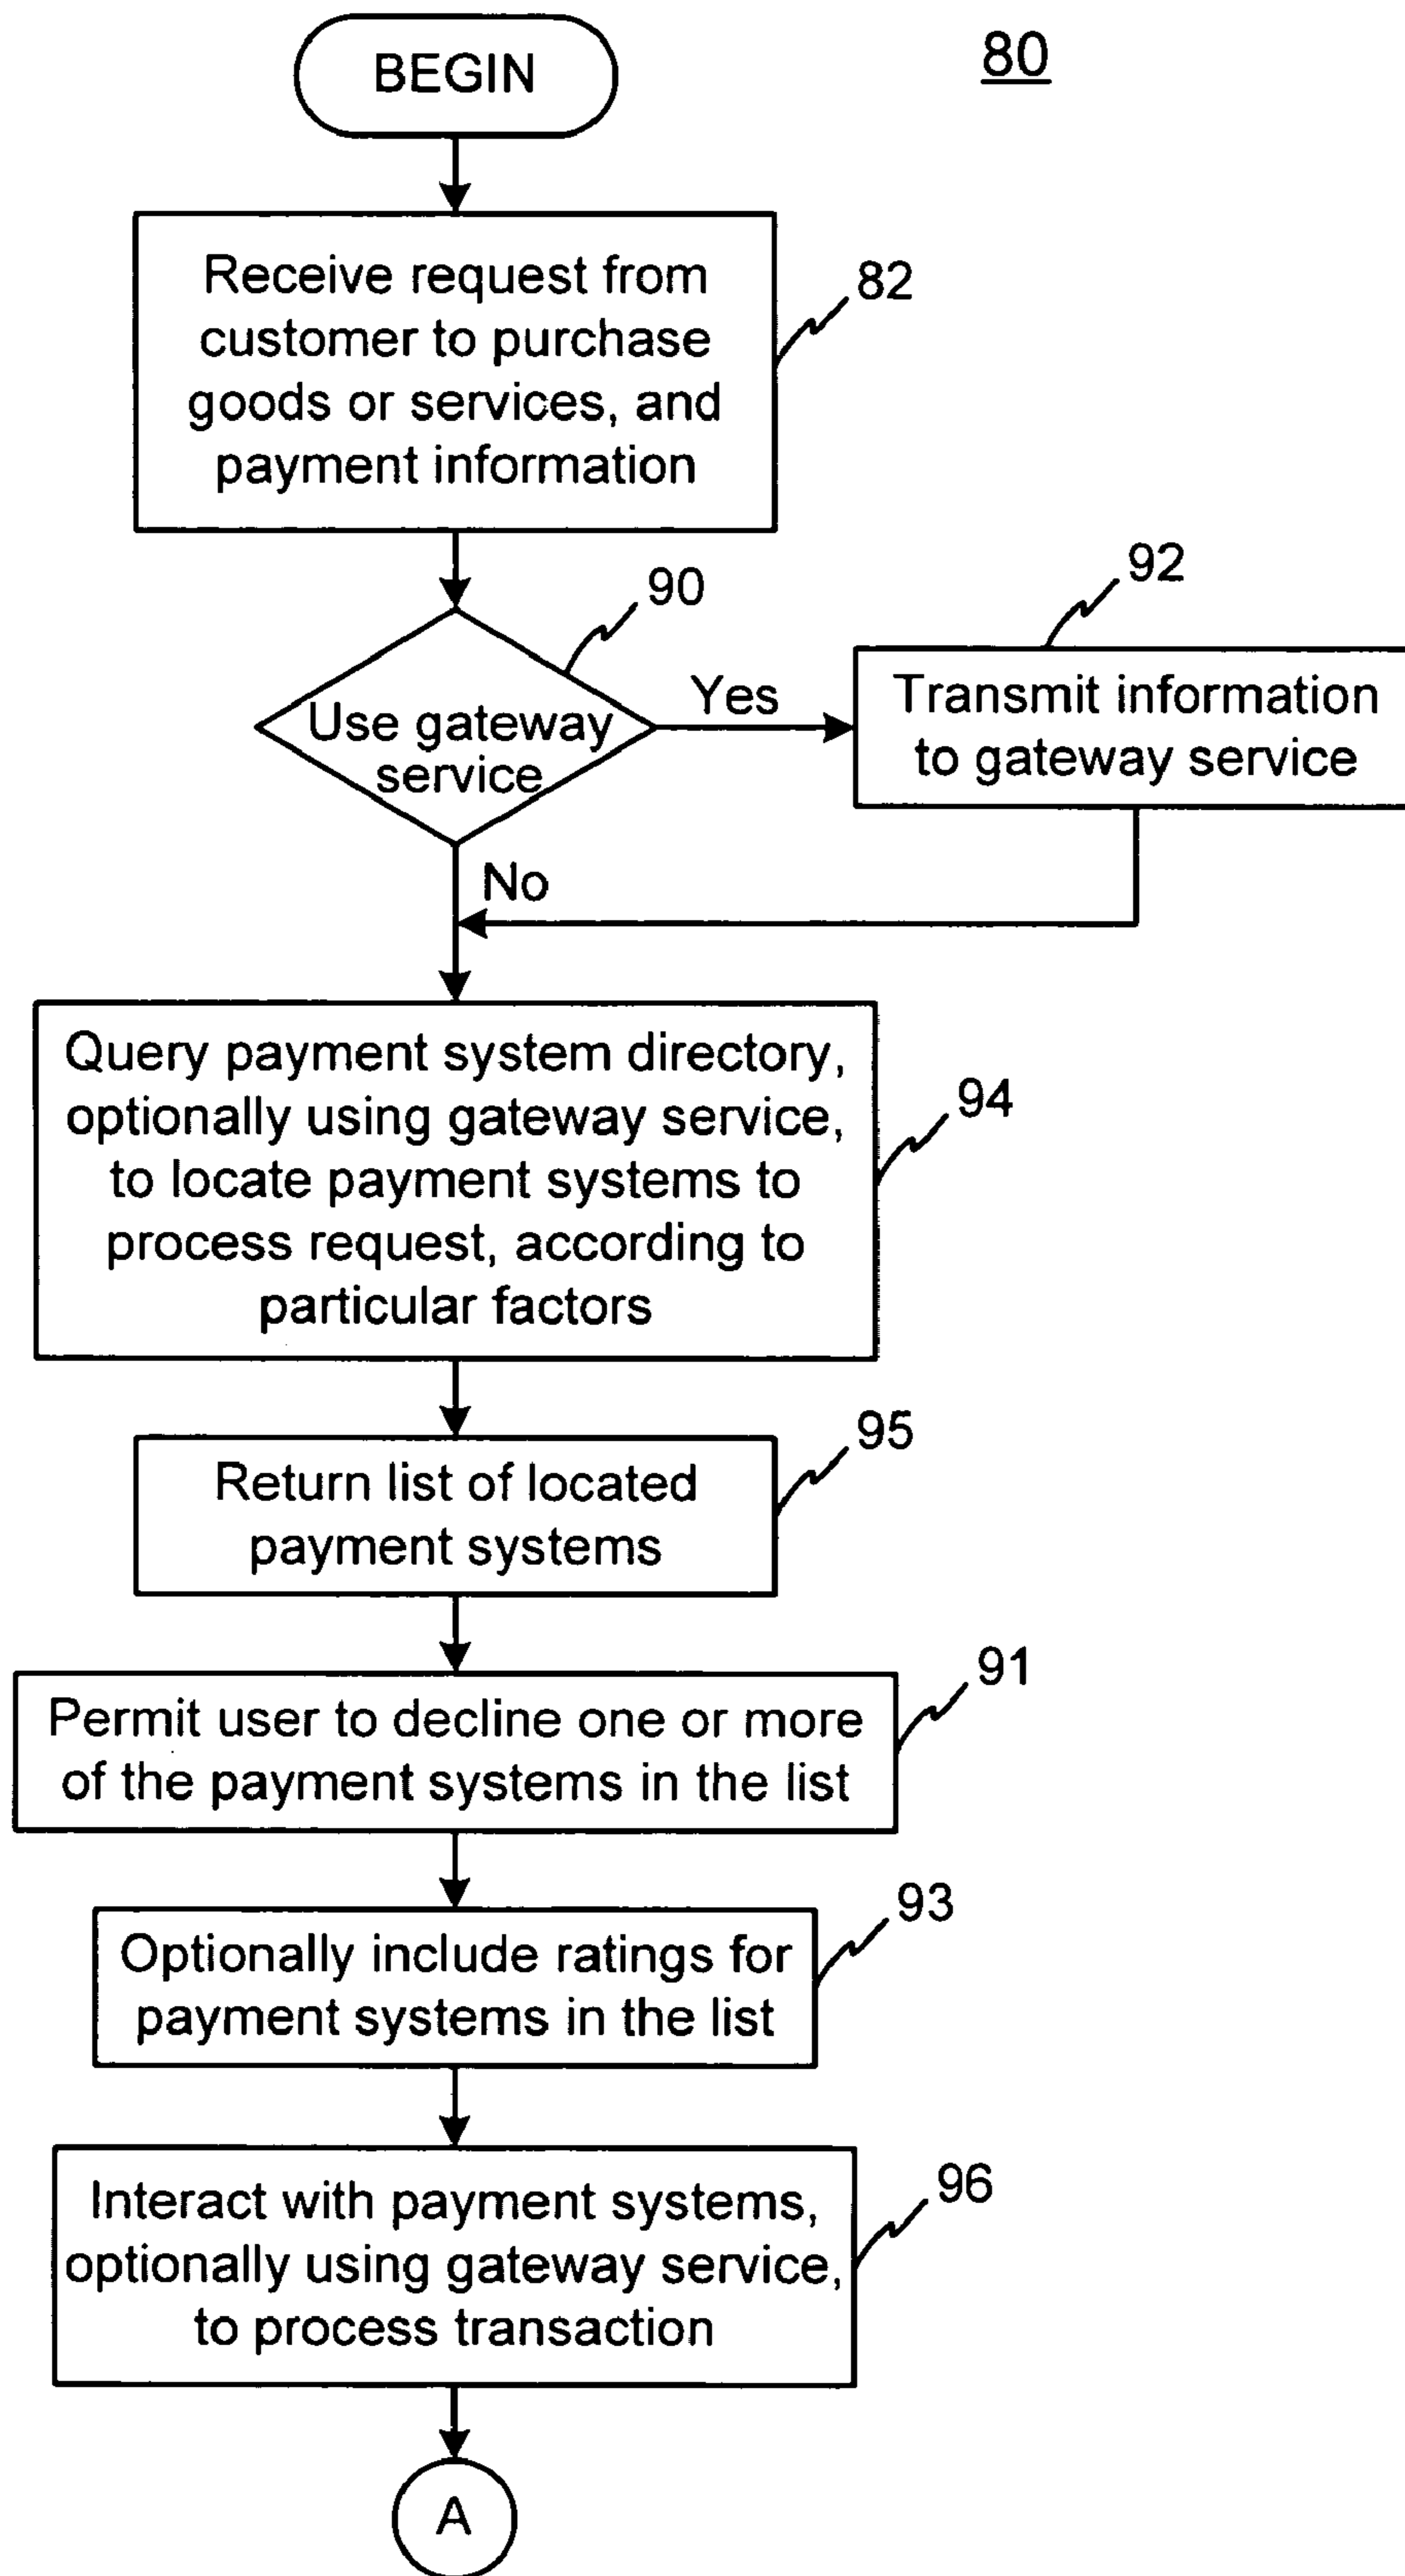 BEGIN
80
Receive request from
customer to purchase
goods or services, and
payment information
82
90
92
Use gateway
service
Yes
Transmit information
to gateway service
No
Query payment system directory,
optionally using gateway service,
to locate payment systems to
process request, according to
particular factors
94
95
Return list of located
payment systems
91
Permit user to decline one or more
of the payment systems in the list
93
Optionally include ratings for
payment systems in the list
96
Interact with payment systems,
optionally using gateway service,
to process transaction
A